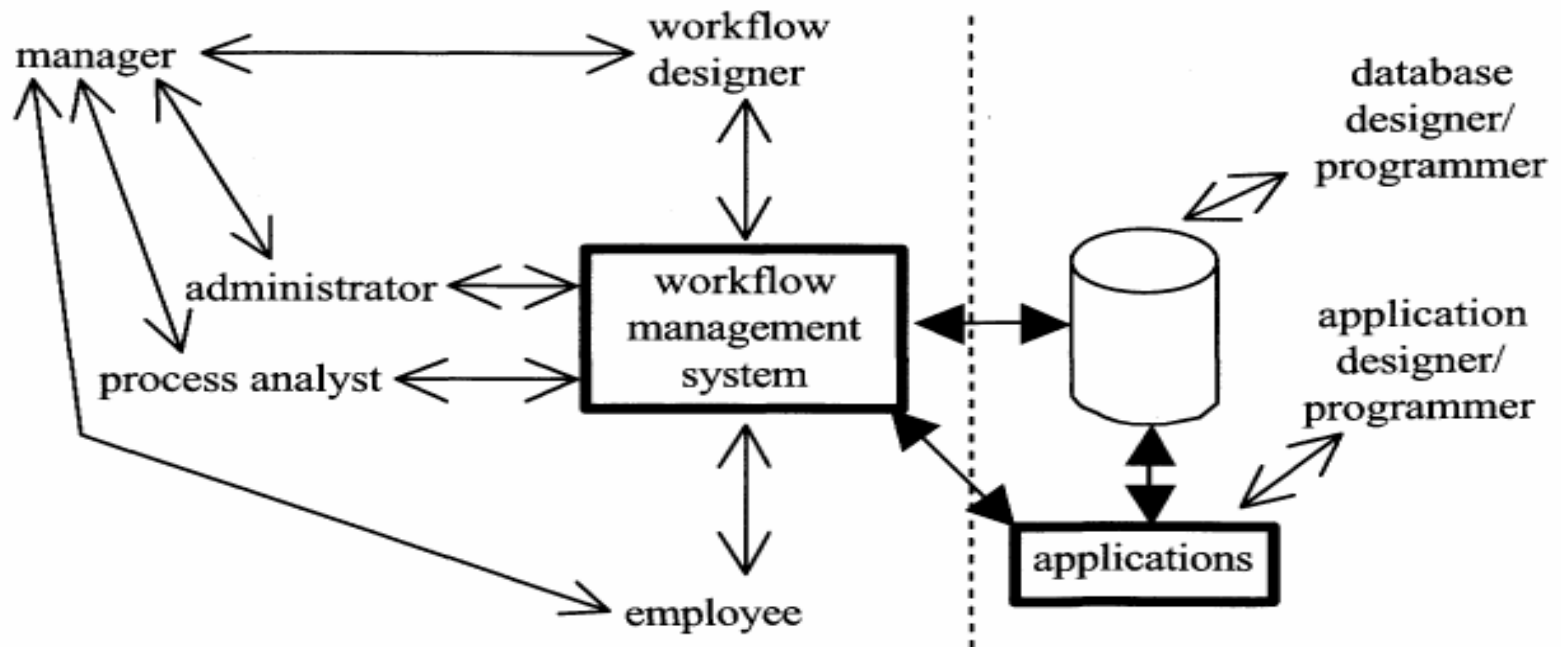 manager
workflow
designer
database
designer/
programmer
administrator
workflow
management
system
process analyst
application
designer/
programmer
applications
employee